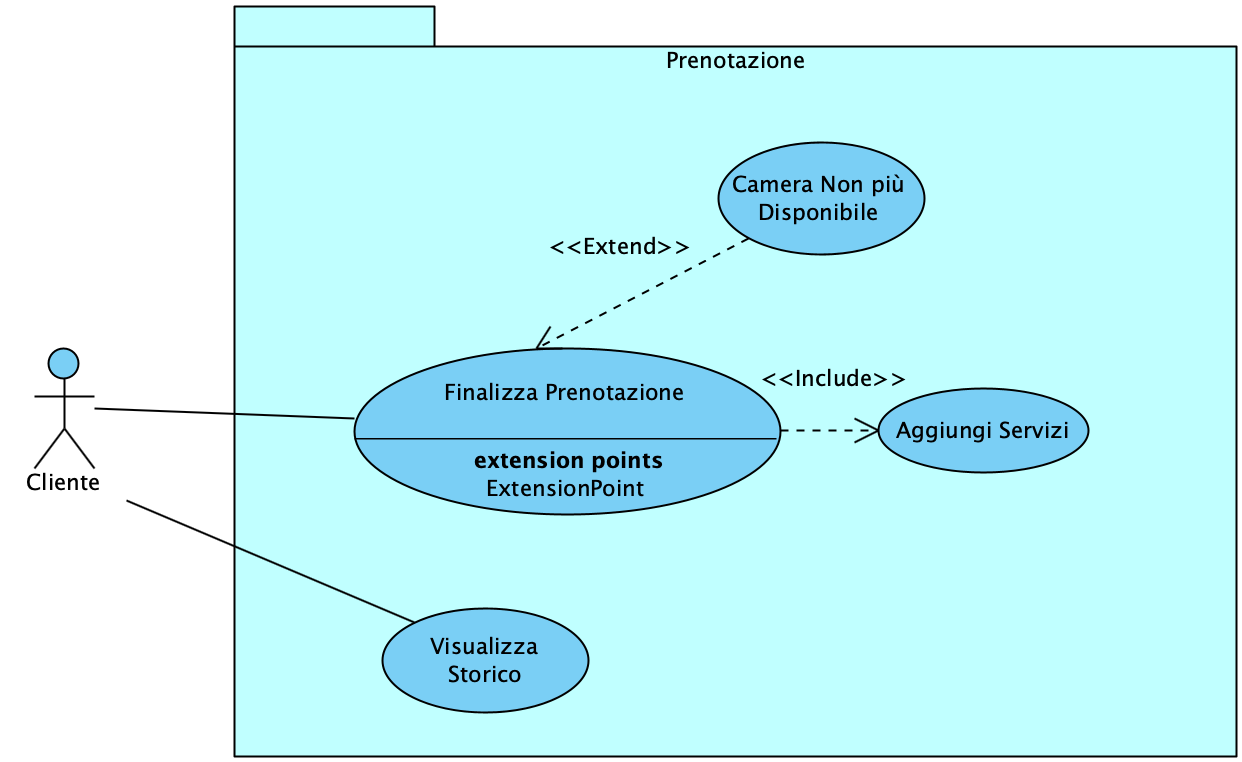 Prenotazione
Camera Non più
Disponibile
<<Extend>>
<<Include>>
Finalizza Prenotazione
Aggiungi Servizi
extension points
ExtensionPoint
Cliente
Visualizza
Storico